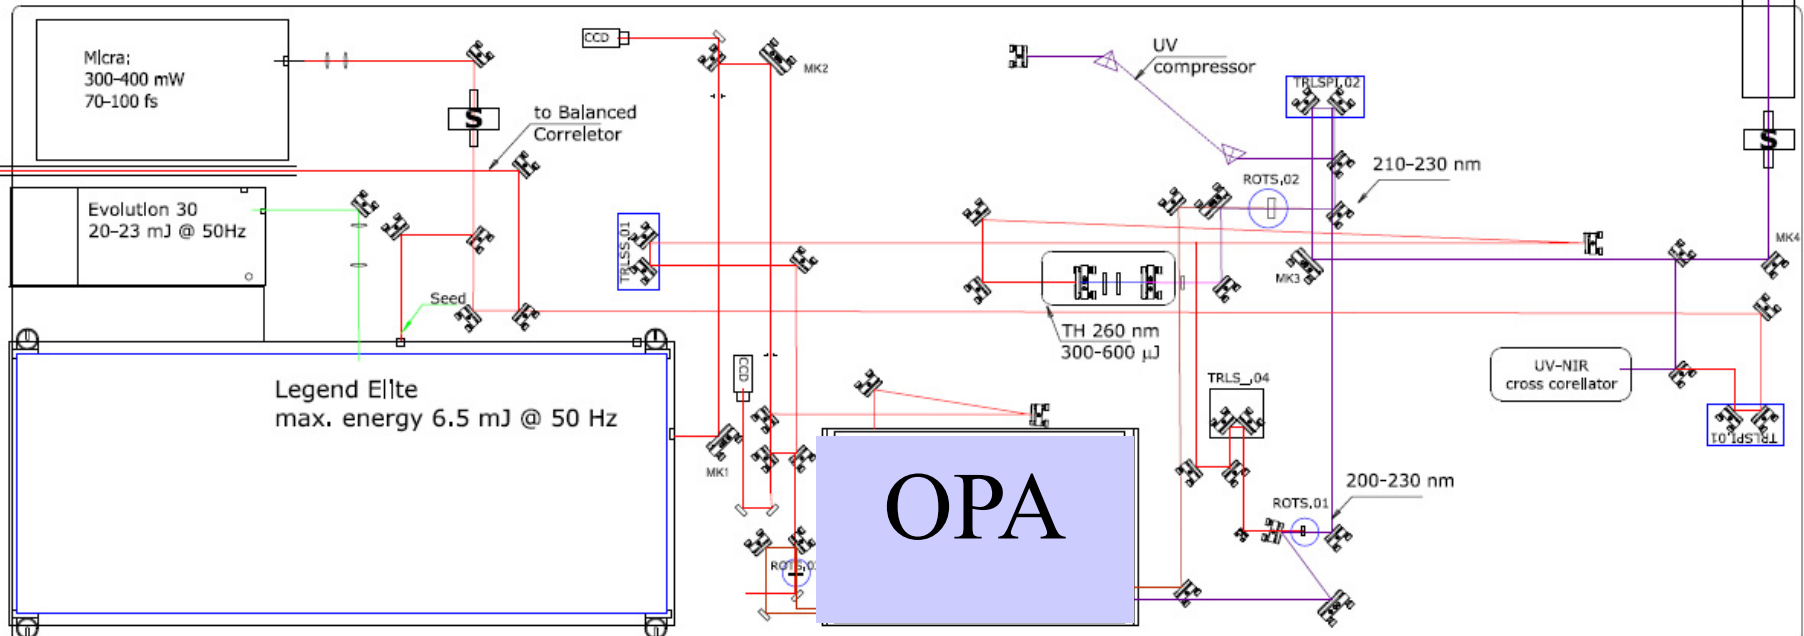 Micra:
300-400 mW
70-100 fs
CCD
MK2
UV
compressor
TRLSPI.02
S
to Balanced
Correletor
S
210-230 nm
ROTS.02
Evolution 30
20-23 mJ @ 50Hz
TRLSS.01
MK4
MK3
Seed
TH 260 nm
300-600 µJ
UV-NIR
cross corellator
CCD
TRLS_.04
Legend Elite
max. energy 6.5 mJ @ 50 Hz
TRLSPI.01
MK1
OPA
200-230 nm
ROTS.01